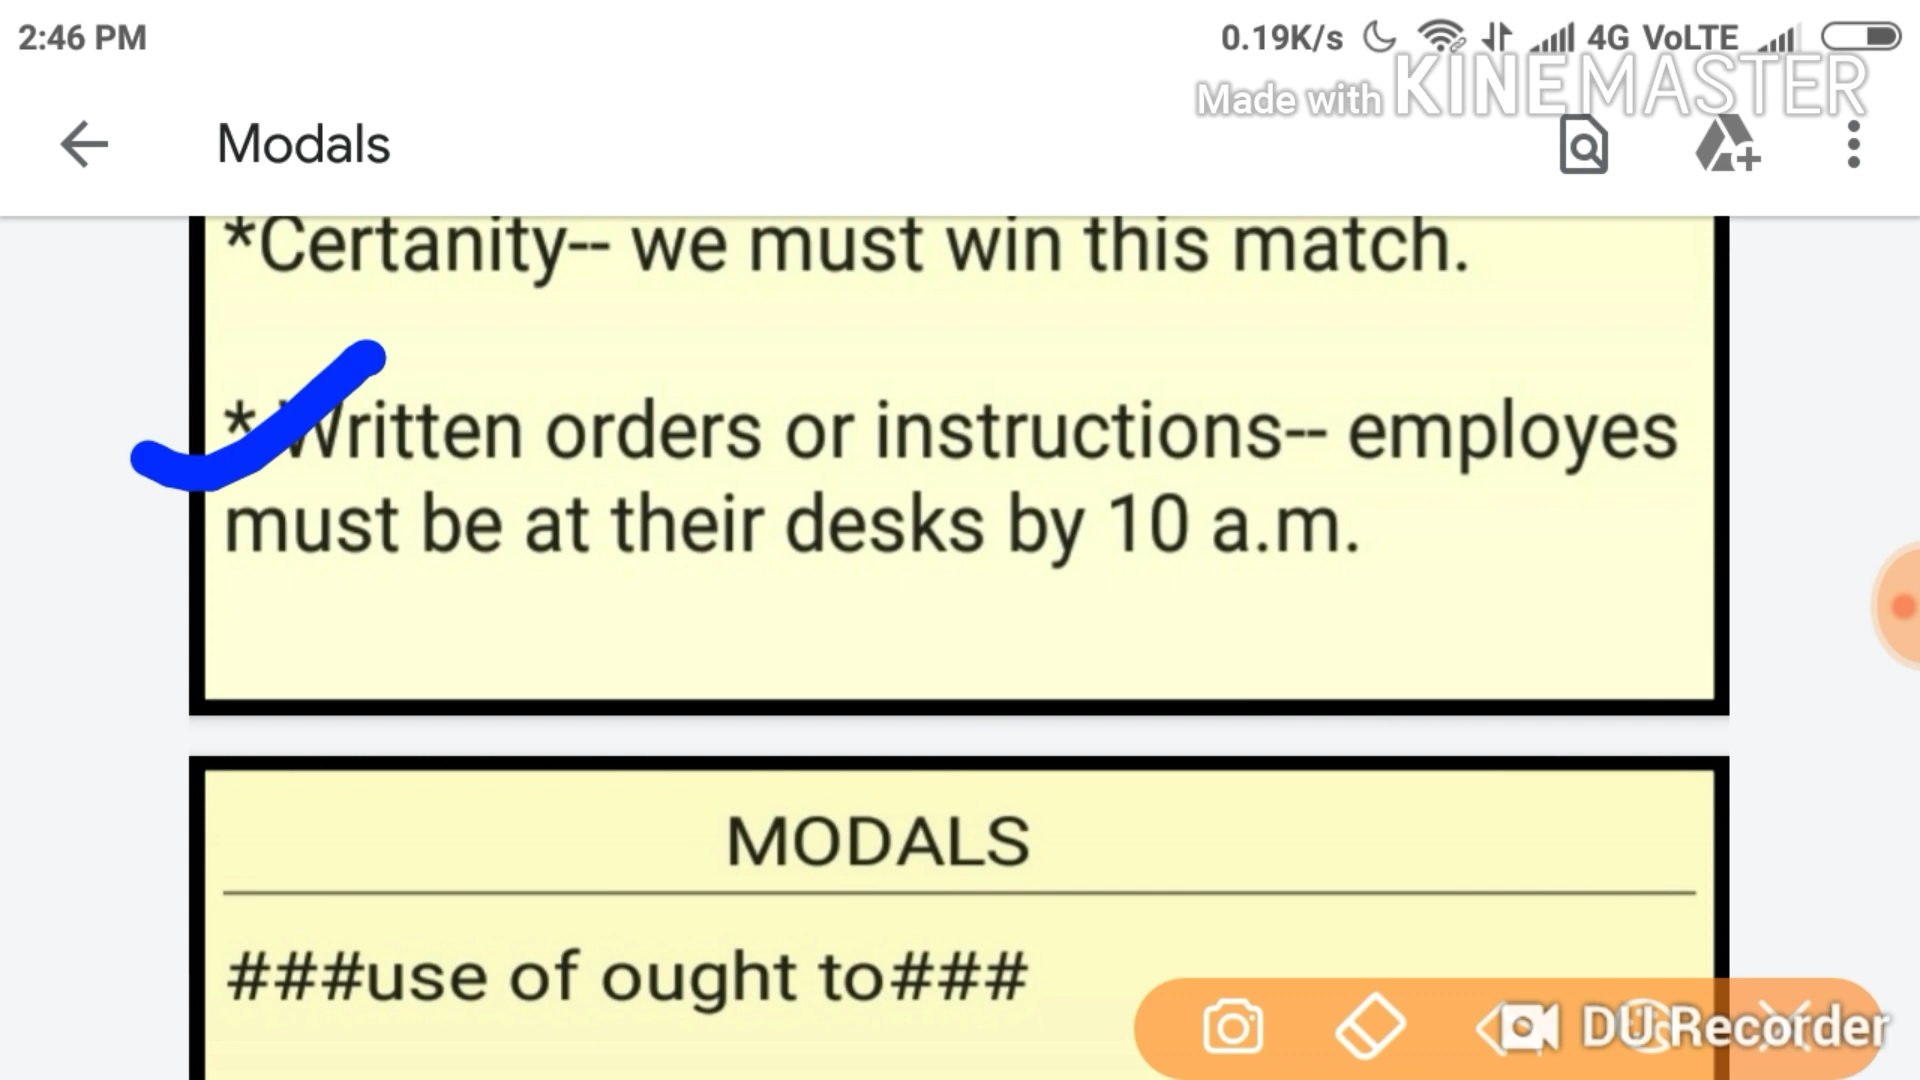 2:46 PM
0.19K/s
4G VoLTE
Made with KINEMASTER
Modals
*Certanity-- we must win this match.
* Written orders or instructions-- employes
must be at their desks by 10 a.m.
MODALS
###use of ought to###
DU Recorder